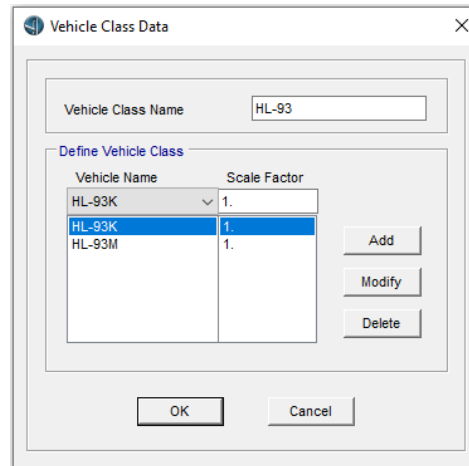 Vehicle Class Data
Vehicle Class Name HL-93
Define Vehicle Class
Vehicle Name Scale Factor
HL-93K 1.
HL-93K 1.
HL-93M 1.
Add
Modify
Delete
OK Cancel